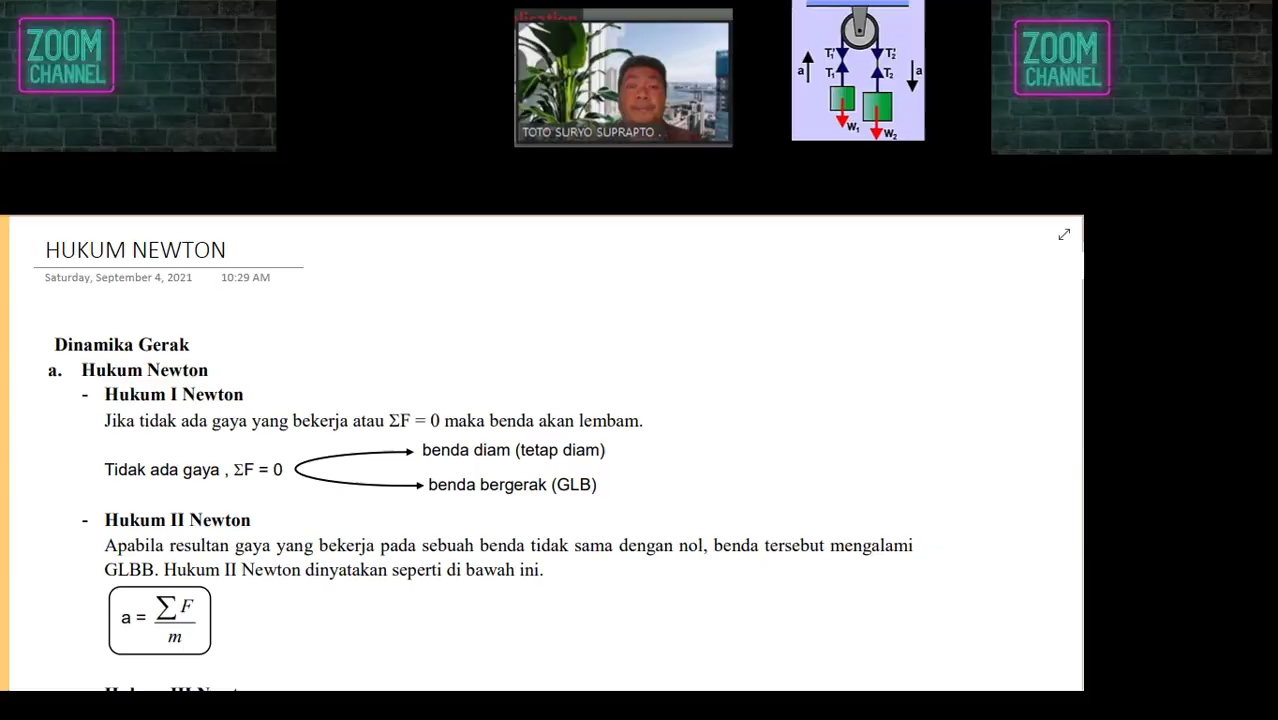 ZOOM
CHANNEL
TOTO SURYO SUPRAPTO .
T₁' T₂'
a T₁ T₂ a
W₁
W₂
ZOOM
CHANNEL
HUKUM NEWTON
Saturday, September 4, 2021 10:29 AM
Dinamika Gerak
a. Hukum Newton
- Hukum I Newton
Jika tidak ada gaya yang bekerja atau ΣF = 0 maka benda akan lembam.
benda diam (tetap diam)
Tidak ada gaya , ΣF = 0
benda bergerak (GLB)
- Hukum II Newton
Apabila resultan gaya yang bekerja pada sebuah benda tidak sama dengan nol, benda tersebut mengalami
GLBB. Hukum II Newton dinyatakan seperti di bawah ini.
a = ∑F
m